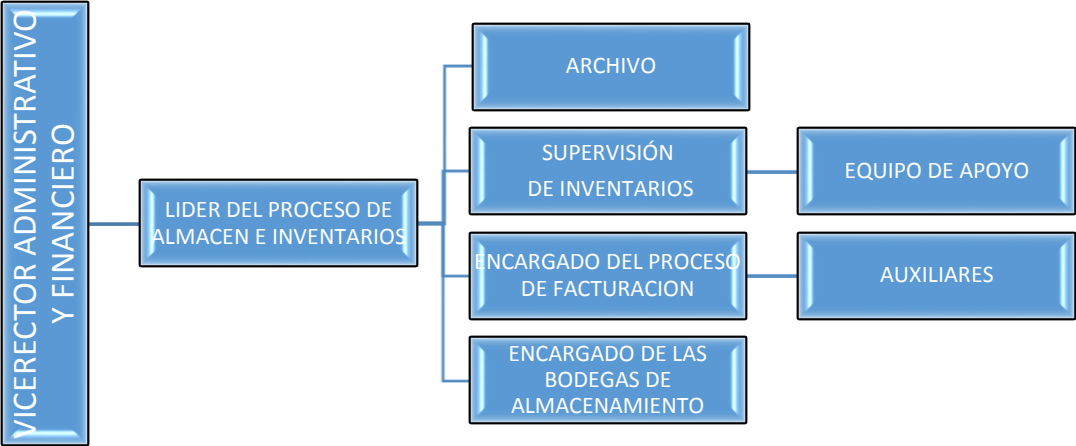 VICERECTOR ADMINISTRATIVO
Y FINANCIERO
LIDER DEL PROCESO DE
ALMACEN E INVENTARIOS
ARCHIVO
SUPERVISIÓN
DE INVENTARIOS
EQUIPO DE APOYO
ENCARGADO DEL PROCESO
DE FACTURACION
AUXILIARES
ENCARGADO DE LAS
BODEGAS DE
ALMACENAMIENTO